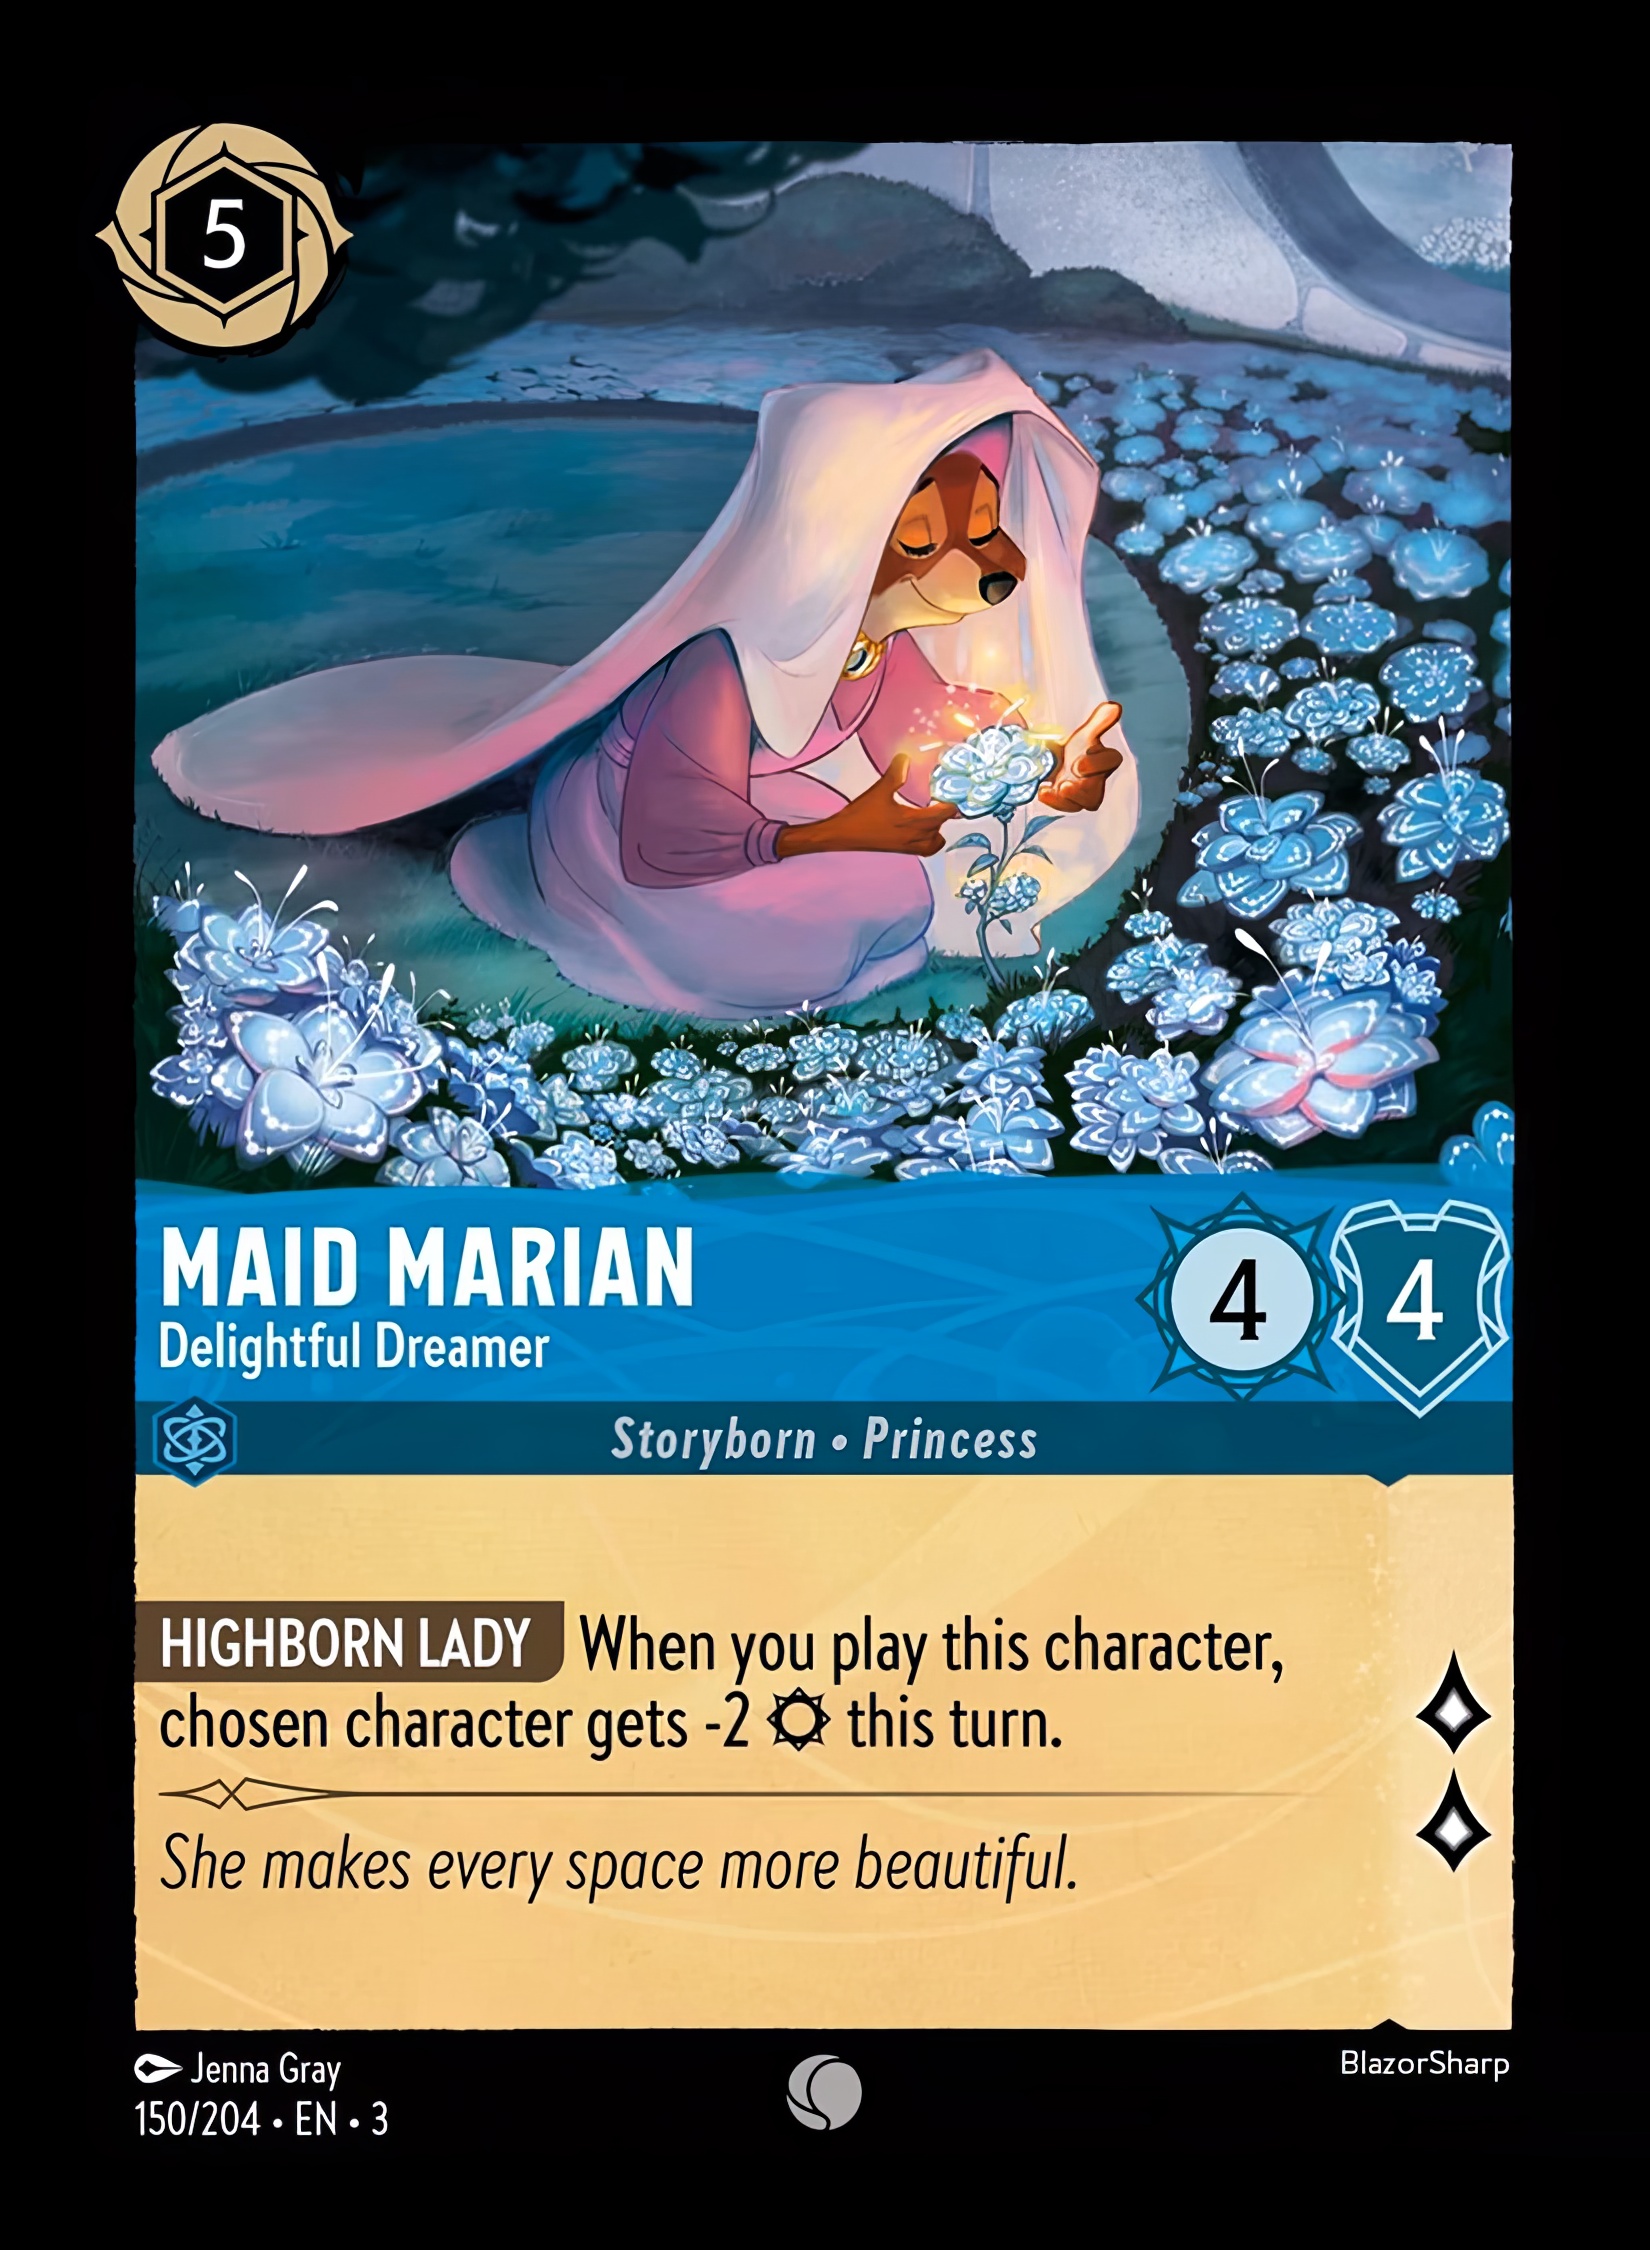 5
MAID MARIAN
Delightful Dreamer
4 4
Storyborn • Princess
HIGHBORN LADY When you play this character,
chosen character gets -2 this turn.
She makes every space more beautiful.
Jenna Gray
BlazorSharp
150/204 • EN • 3